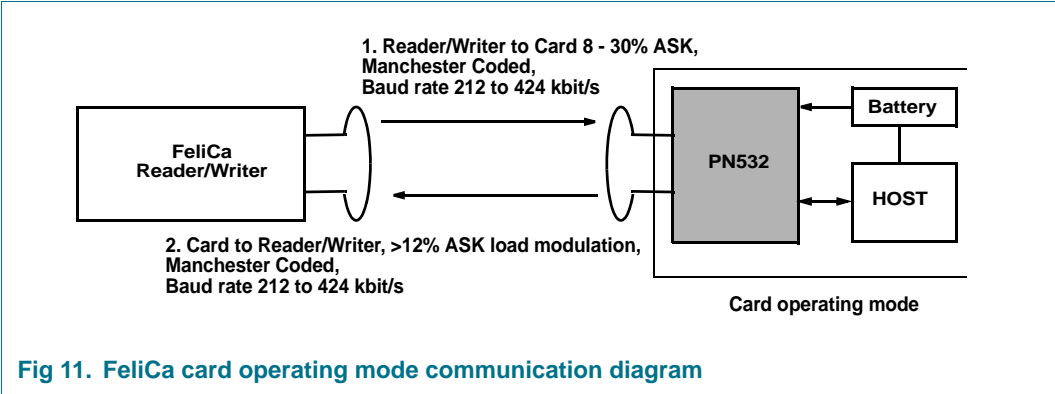 1. Reader/Writer to Card 8 - 30% ASK,
Manchester Coded,
Baud rate 212 to 424 kbit/s
FeliCa
Reader/Writer
PN532
Battery
HOST
2. Card to Reader/Writer, >12% ASK load modulation,
Manchester Coded,
Baud rate 212 to 424 kbit/s
Card operating mode
Fig 11. FeliCa card operating mode communication diagram